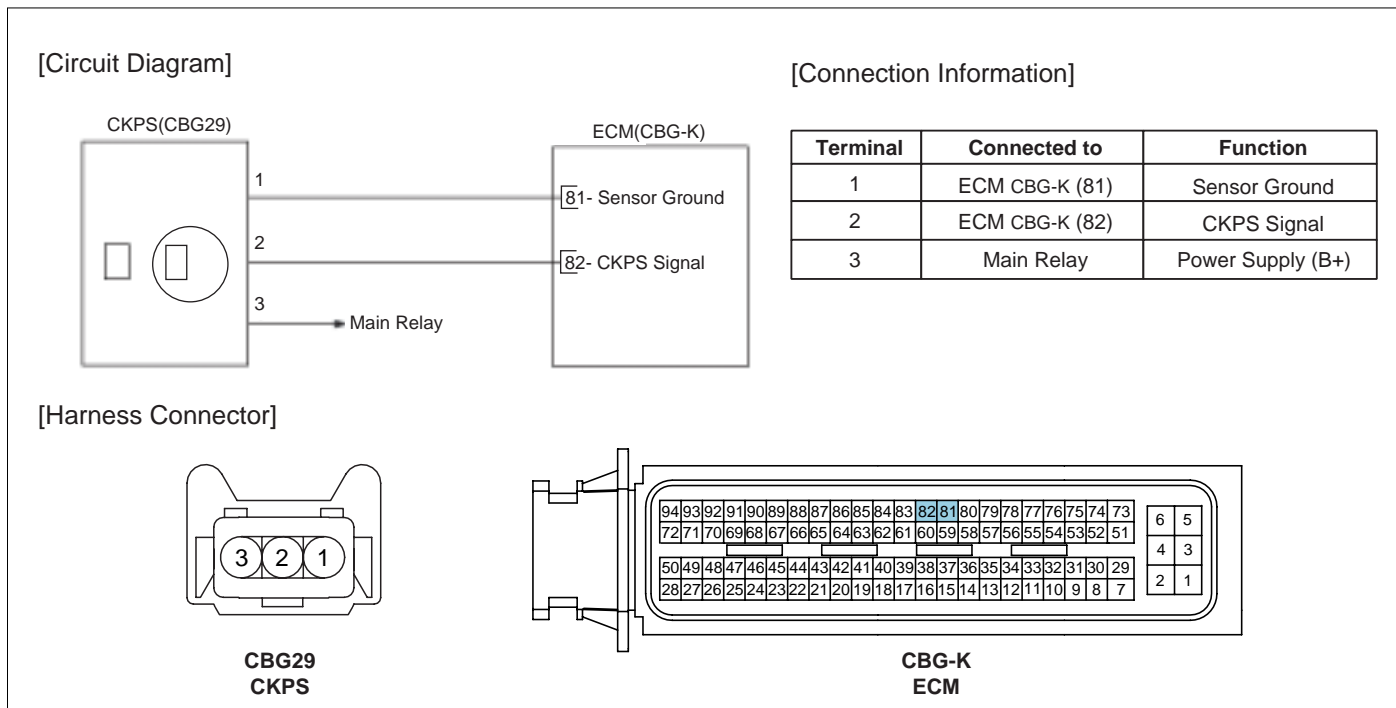 [Circuit Diagram]
CKPS(CBG29)
ECM(CBG-K)
1
81- Sensor Ground
2
82- CKPS Signal
3
Main Relay
[Connection Information]
Terminal Connected to Function
1 ECM CBG-K (81) Sensor Ground
2 ECM CBG-K (82) CKPS Signal
3 Main Relay Power Supply (B+)
[Harness Connector]
3 2 1
CBG29
CKPS
94 93 92 91 90 89 88 87 86 85 84 83 82 81 80 79 78 77 76 75 74 73
72 71 70 69 68 67 66 65 64 63 62 61 60 59 58 57 56 55 54 53 52 51
50 49 48 47 46 45 44 43 42 41 40 39 38 37 36 35 34 33 32 31 30 29
28 27 26 25 24 23 22 21 20 19 18 17 16 15 14 13 12 11 10 9 8 7
6 5
4 3
2 1
CBG-K
ECM